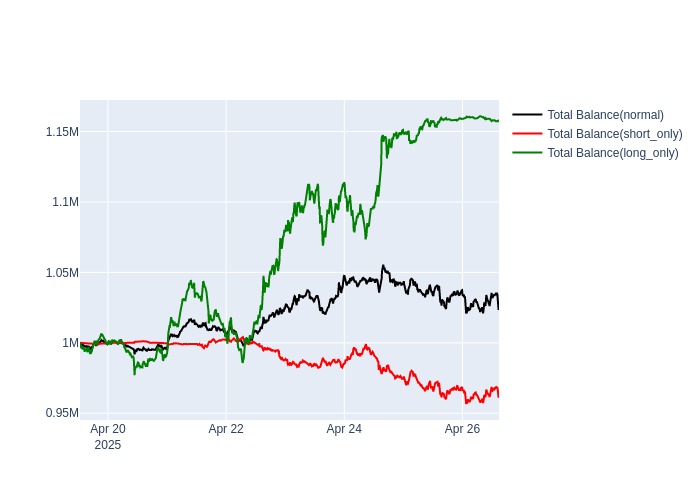 Total Balance(normal)
Total Balance(short_only)
Total Balance(long_only)
1.15M
1.1M
1.05M
1M
0.95M
Apr 20
2025
Apr 22
Apr 24
Apr 26